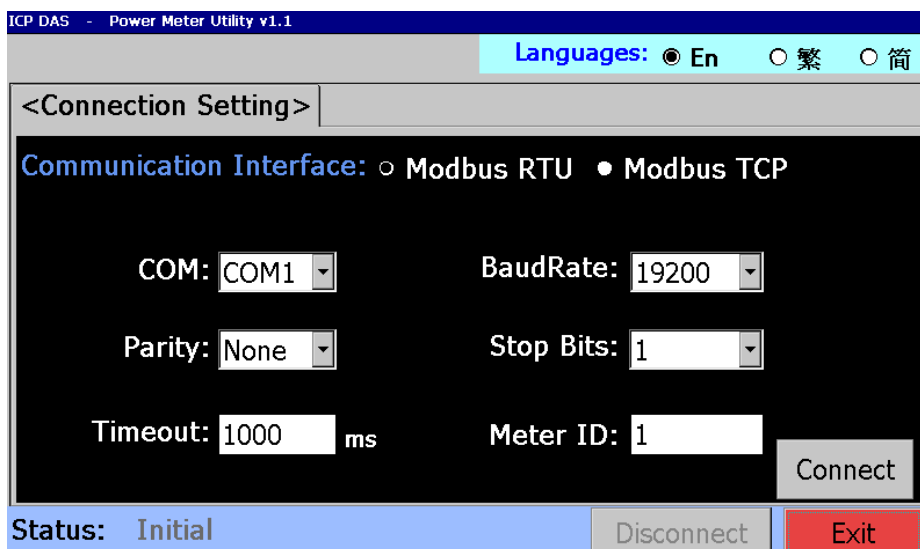 ICP DAS - Power Meter Utility v1.1
Languages: En 繁 简
<Connection Setting>
Communication Interface: Modbus RTU Modbus TCP
COM: COM1 BaudRate: 19200
Parity: None Stop Bits: 1
Timeout: 1000 ms Meter ID: 1
Connect
Status: Initial Disconnect Exit